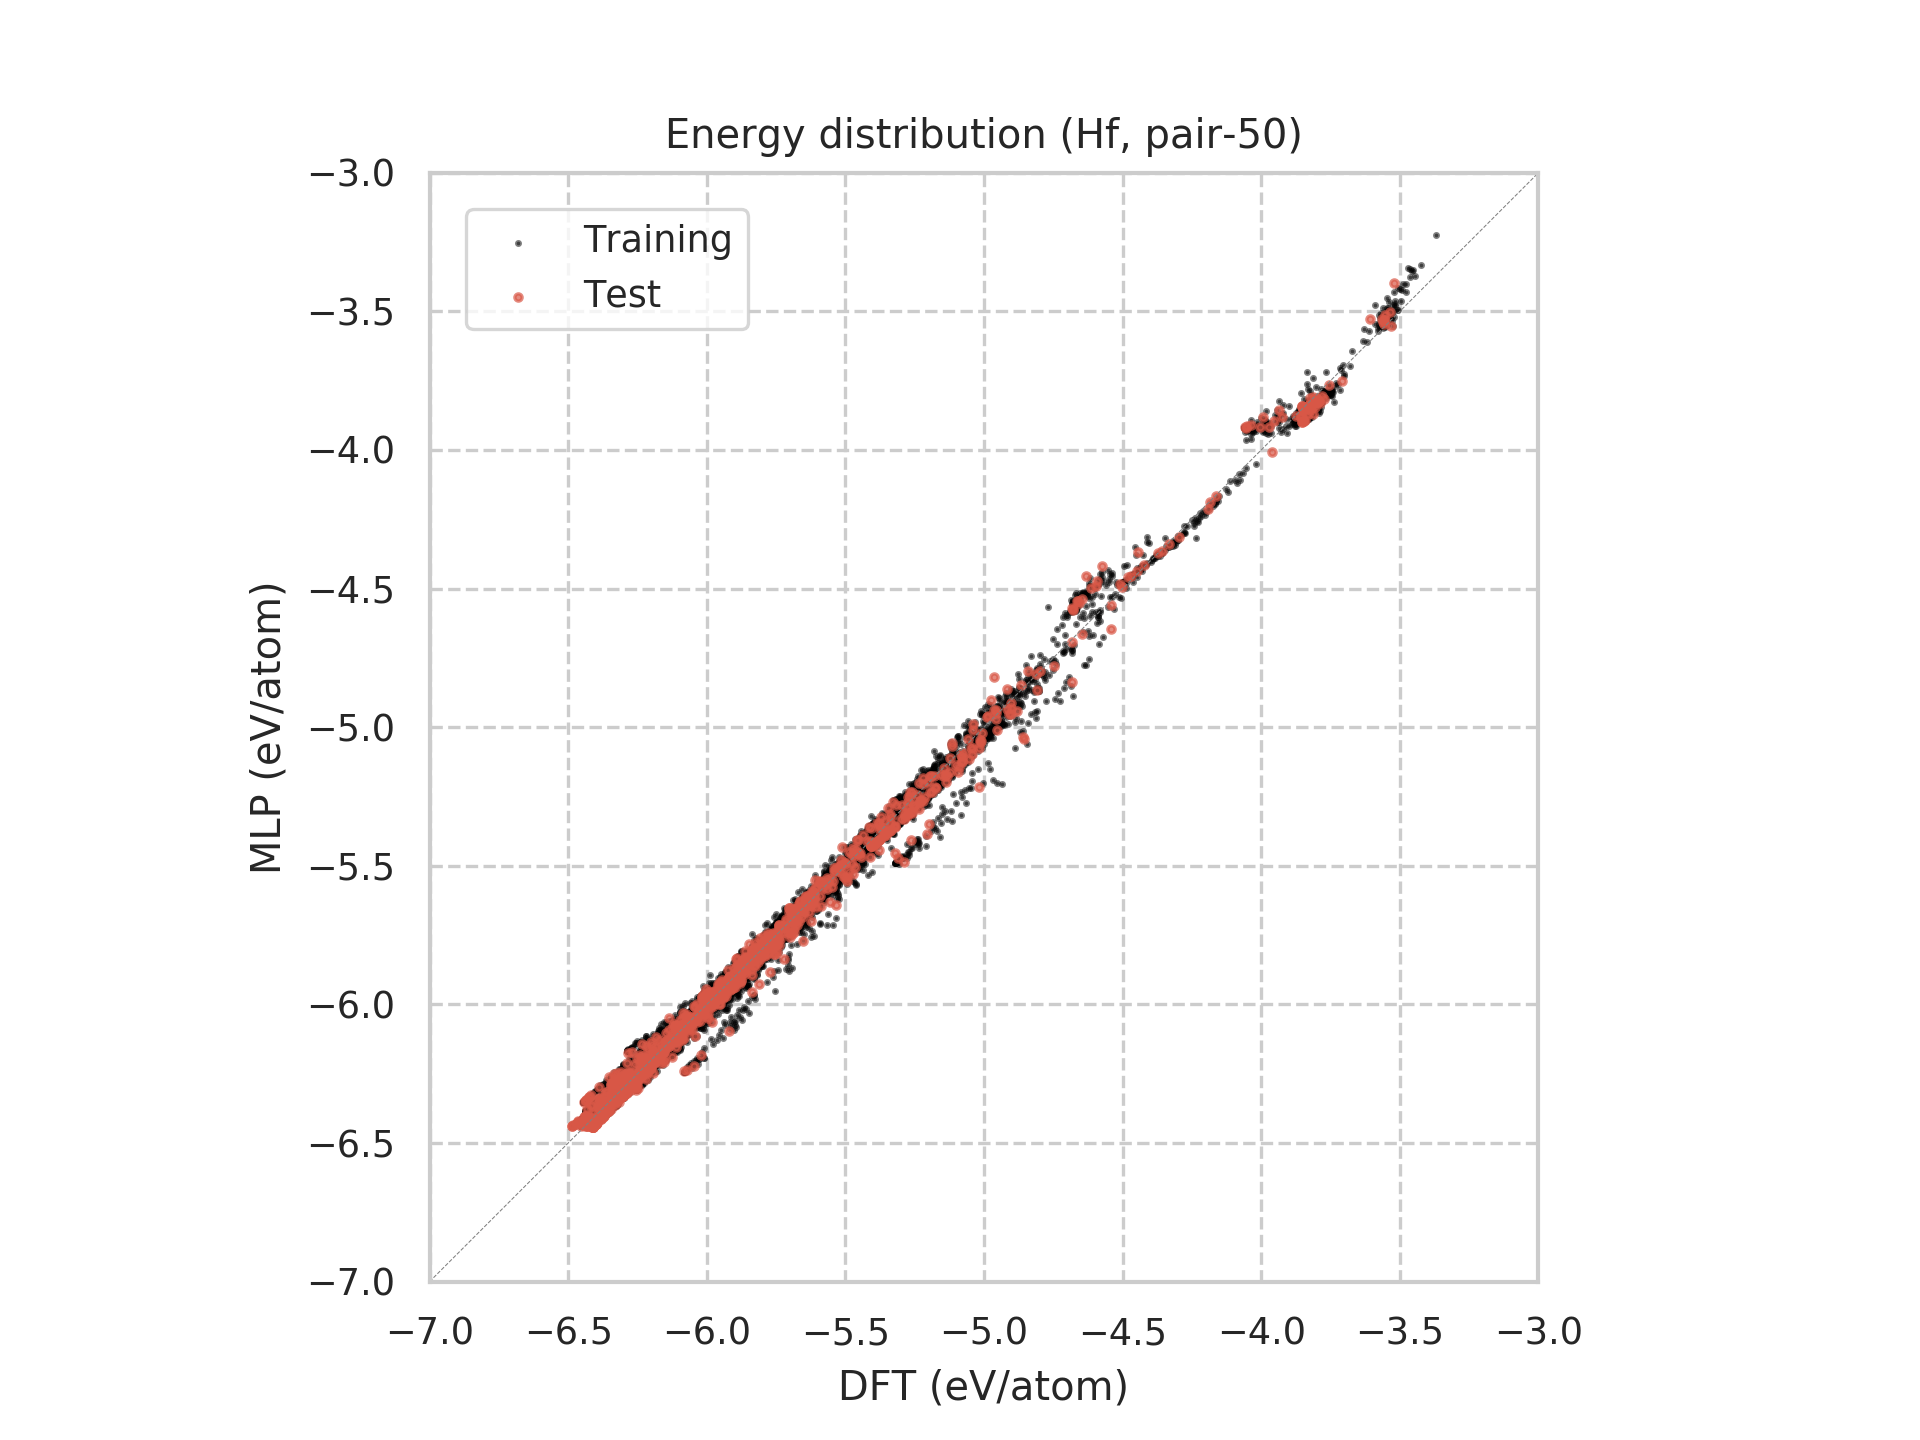 Energy distribution (Hf, pair-50)
−3.0
−3.5
−4.0
−4.5
−5.0
−5.5
−6.0
−6.5
−7.0
MLP (eV/atom)
Training
Test
−7.0 −6.5 −6.0 −5.5 −5.0 −4.5 −4.0 −3.5 −3.0
DFT (eV/atom)